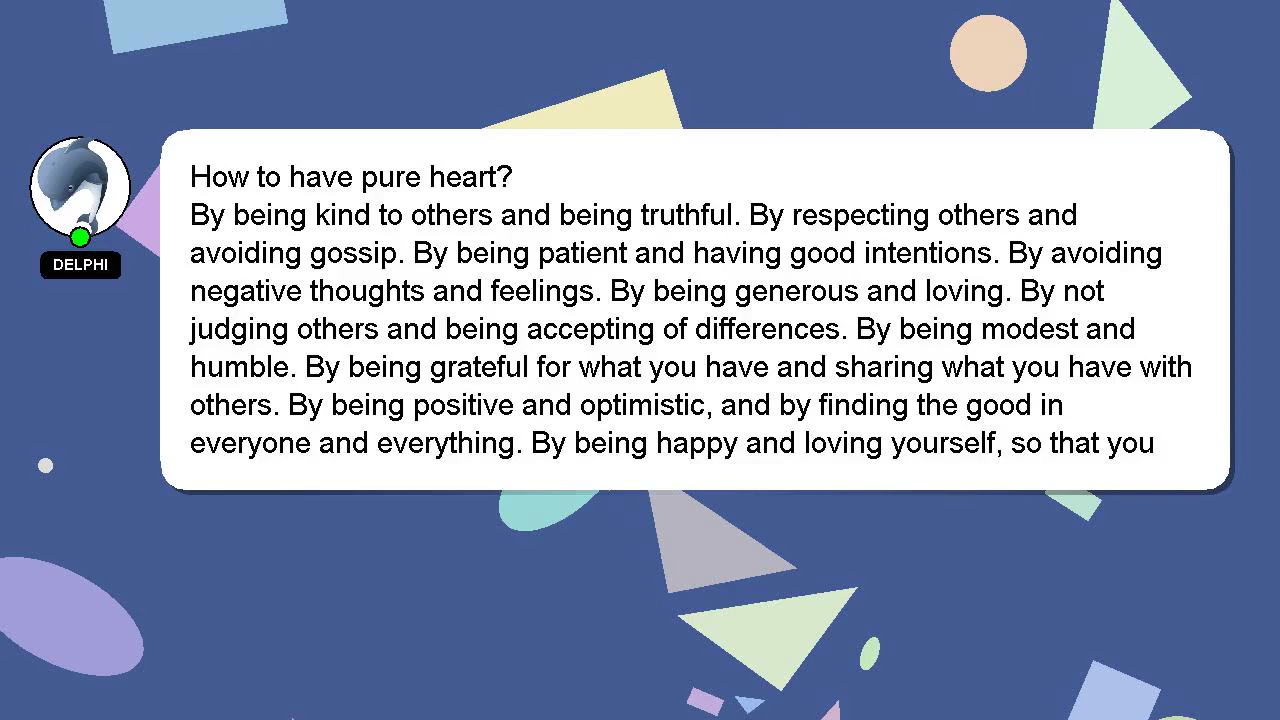 How to have pure heart?
By being kind to others and being truthful. By respecting others and
avoiding gossip. By being patient and having good intentions. By avoiding
negative thoughts and feelings. By being generous and loving. By not
judging others and being accepting of differences. By being modest and
humble. By being grateful for what you have and sharing what you have with
others. By being positive and optimistic, and by finding the good in
everyone and everything. By being happy and loving yourself, so that you
DELPHI